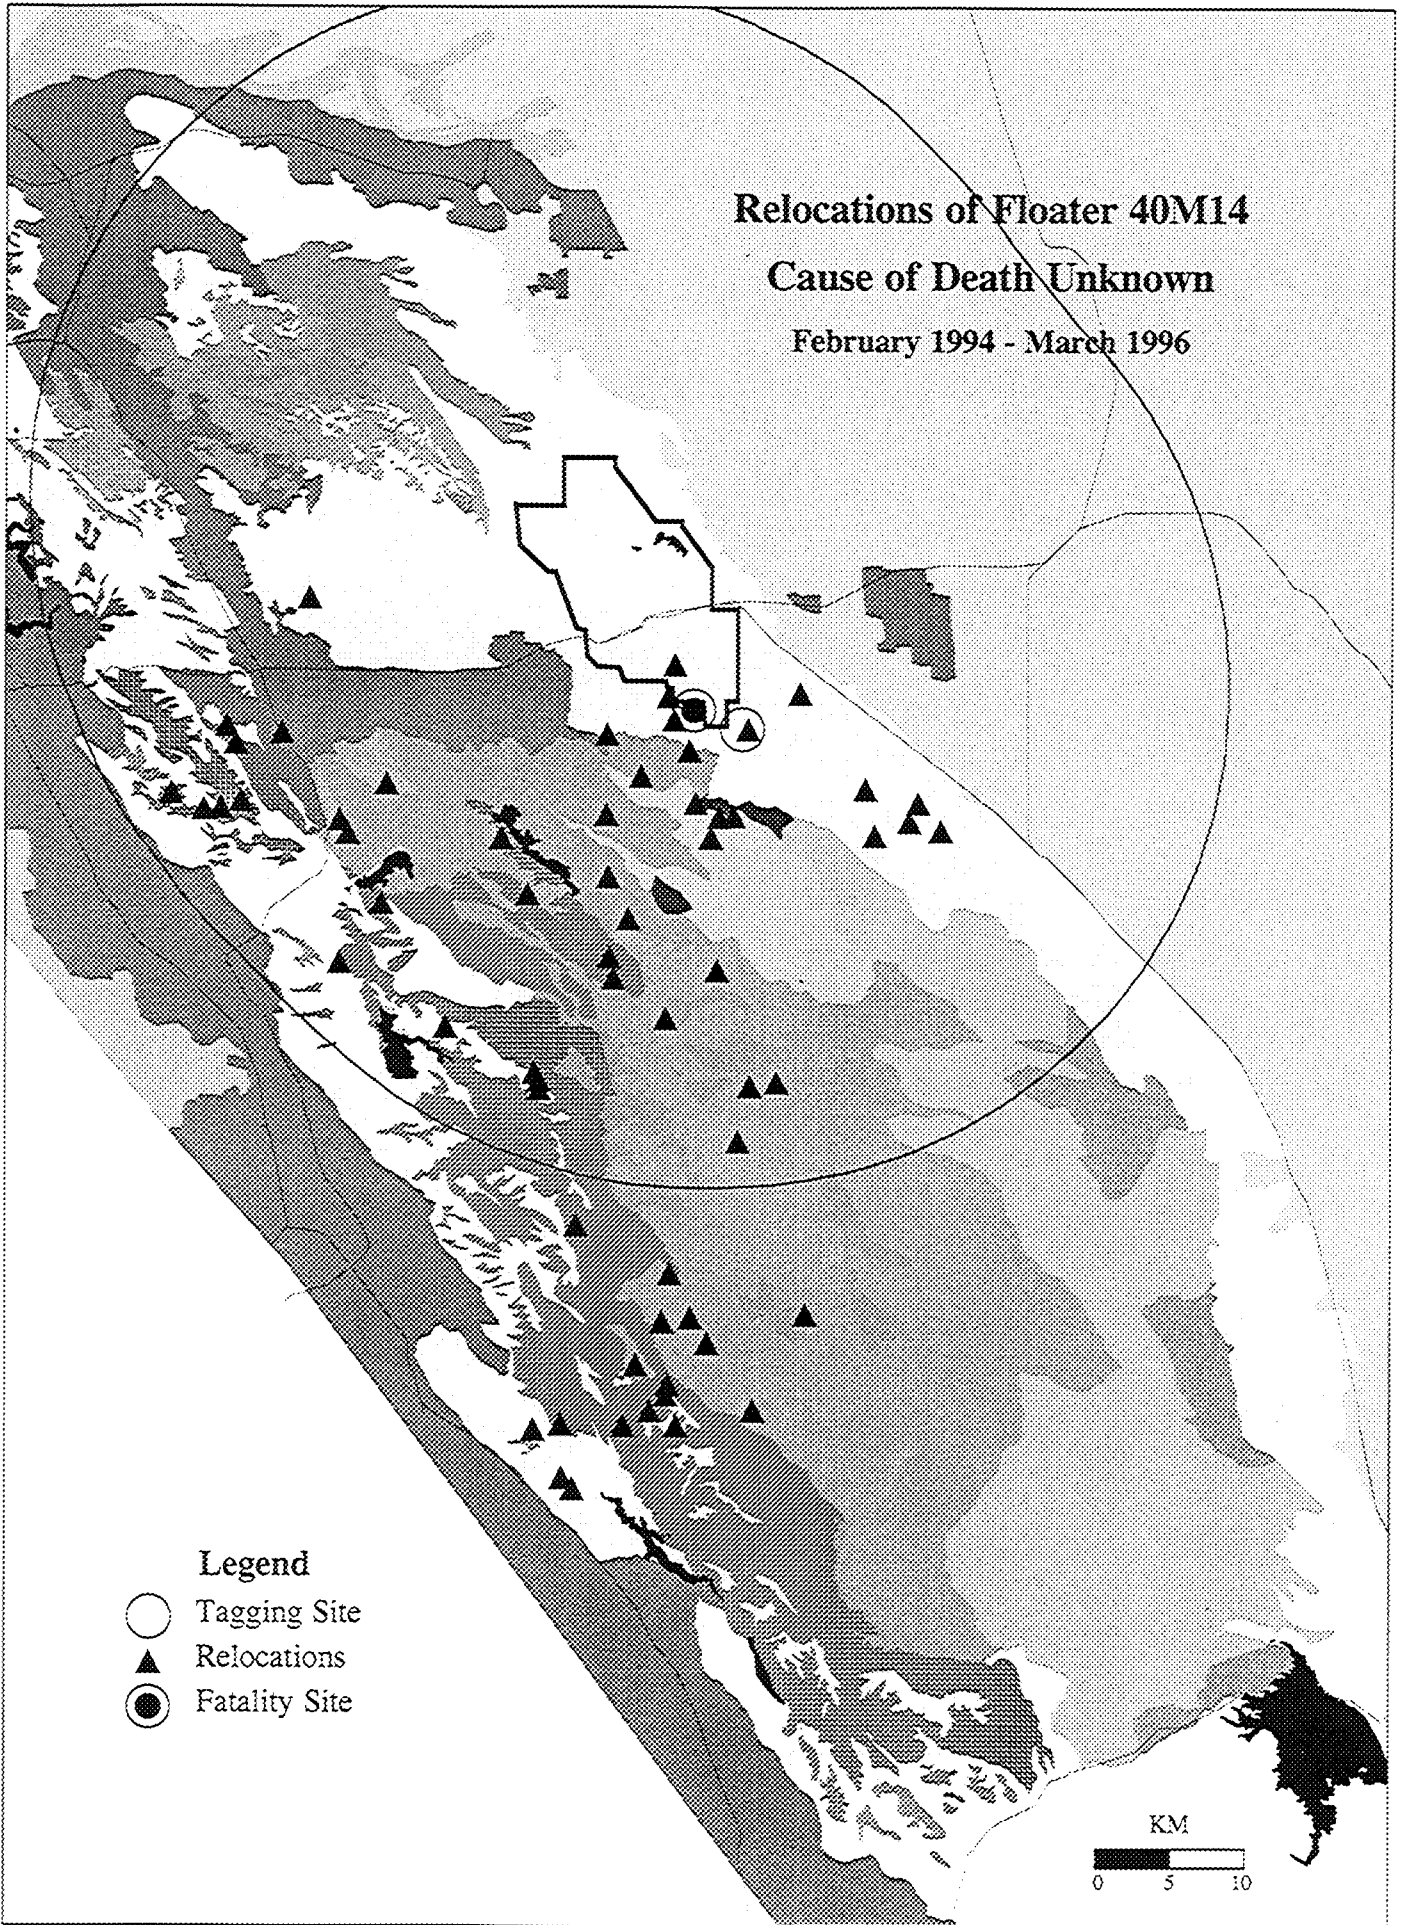 Relocations of Floater 40M14
Cause of Death Unknown
February 1994 - March 1996
Legend
Tagging Site
Relocations
Fatality Site
KM
0 5 10